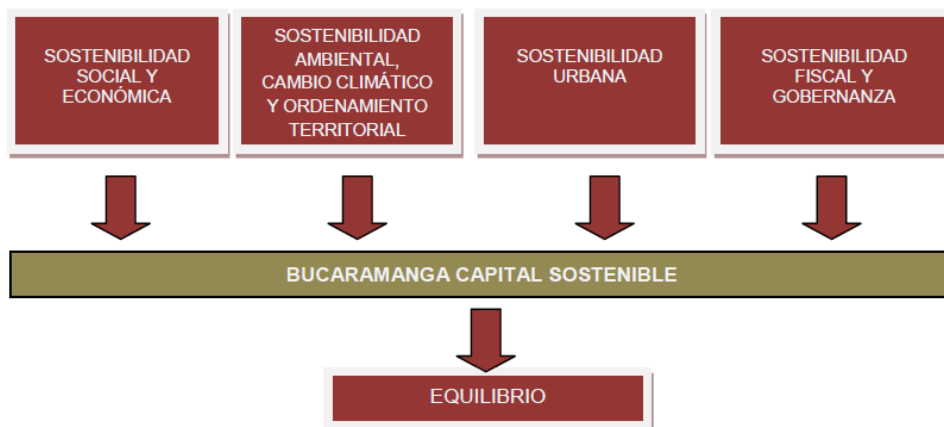 SOSTENIBILIDAD
SOCIAL Y
ECONÓMICA
SOSTENIBILIDAD
AMBIENTAL,
CAMBIO CLIMÁTICO
Y ORDENAMIENTO
TERRITORIAL
SOSTENIBILIDAD
URBANA
SOSTENIBILIDAD
FISCAL Y
GOBERNANZA
BUCARAMANGA CAPITAL SOSTENIBLE
EQUILIBRIO